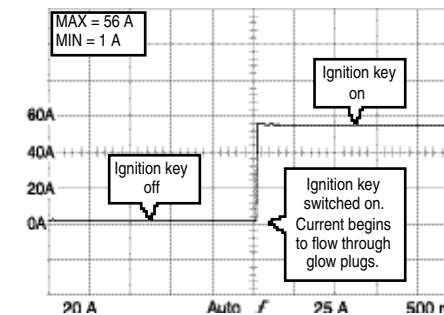 MAX = 56 A
MIN = 1 A
Ignition key
on
60A
40A
Ignition key
off
20A
Ignition key
switched on.
Current begins
to flow through
glow plugs.
0A
20 A Auto f 25 A 500 m